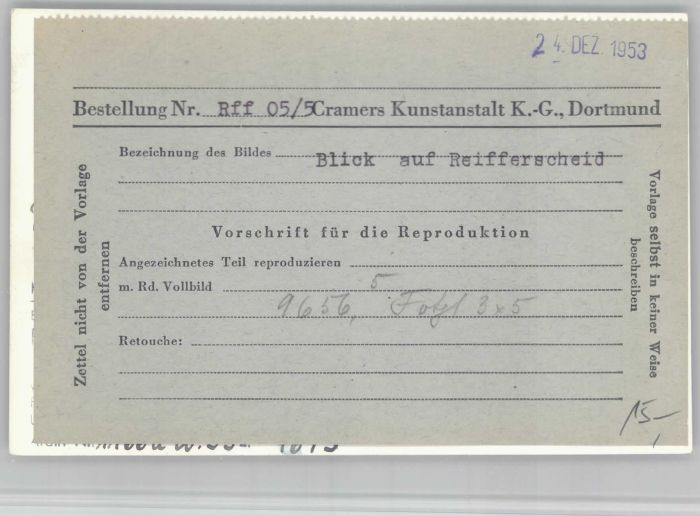 24. DEZ. 1953
Bestellung Nr. Rff 05/5 Cramers Kunstanstalt K.-G., Dortmund
Bezeichnung des Bildes Blick auf Reifferscheid
Vorschrift für die Reproduktion
Angezeichnetes Teil reproduzieren
m. Rd. Vollbild 5
9656, 3x5
Retouche:
Zettel nicht von der Vorlage
entfernen
Vorlage selbst in keiner Weise
beschreiben
15-